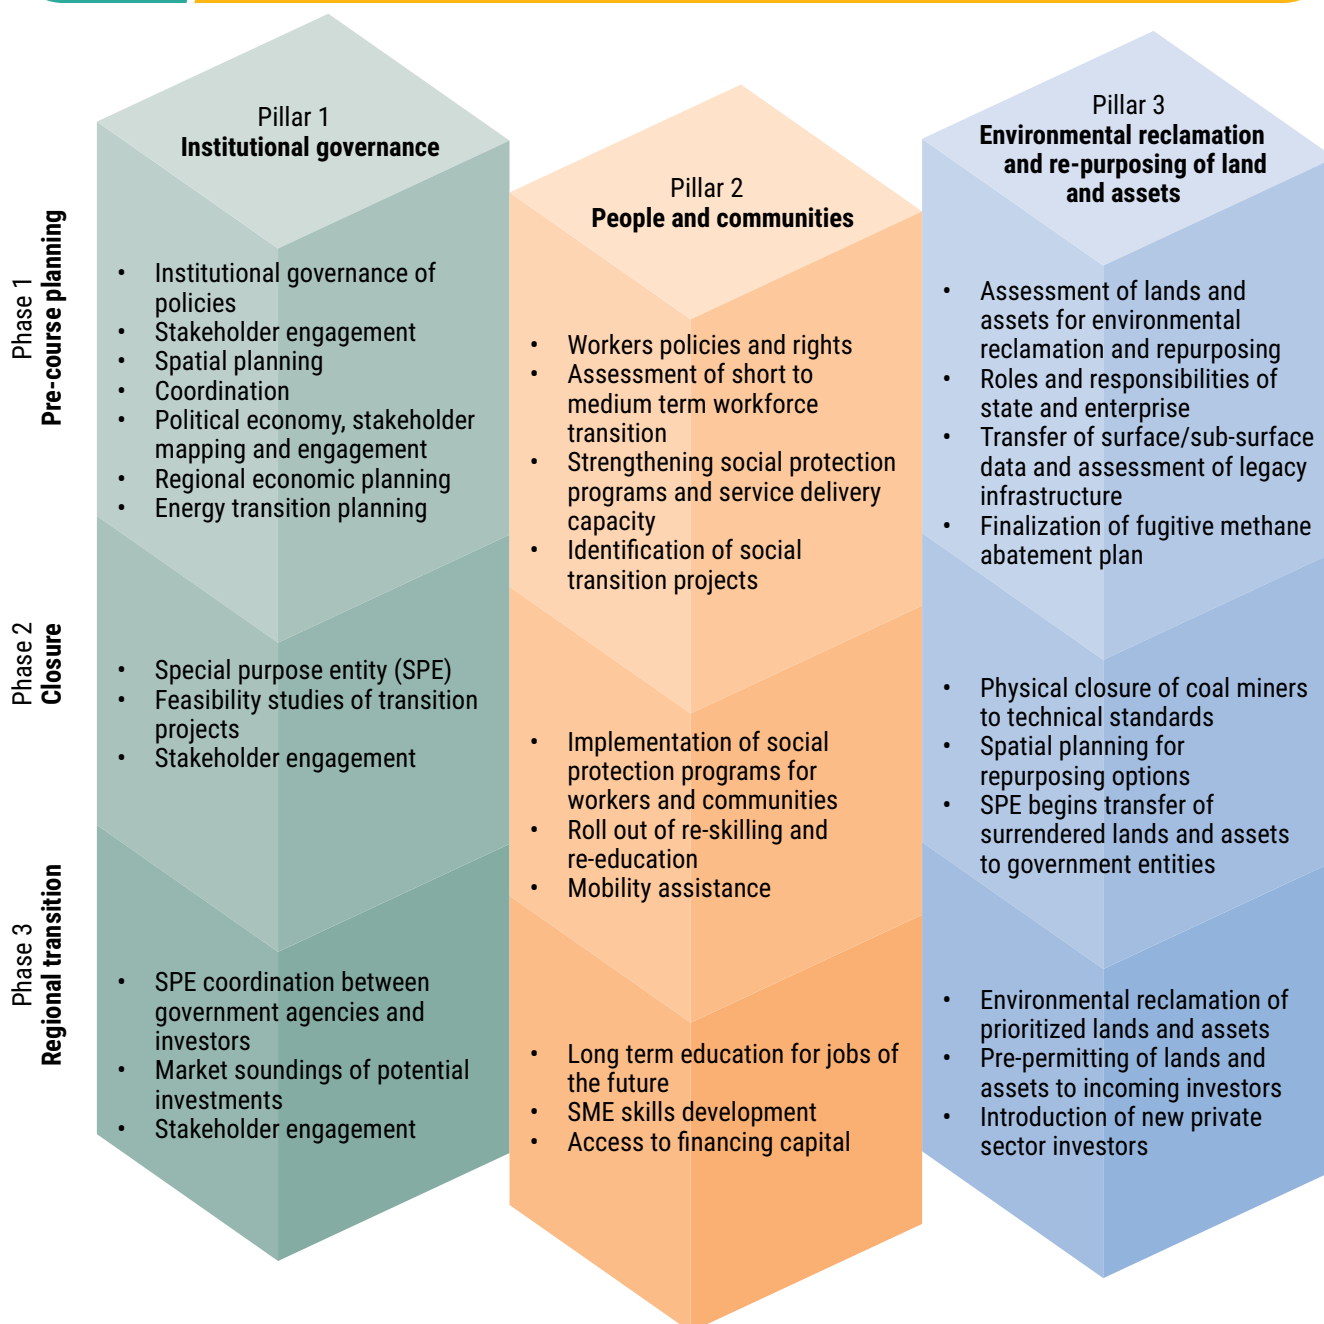 Pillar 1
Institutional governance
Pillar 2
People and communities
Pillar 3
Environmental reclamation
and re-purposing of land
and assets
Phase 1
Pre-course planning
• Institutional governance of
policies
• Stakeholder engagement
• Spatial planning
• Coordination
• Political economy, stakeholder
mapping and engagement
• Regional economic planning
• Energy transition planning
• Workers policies and rights
• Assessment of short to
medium term workforce
transition
• Strengthening social protection
programs and service delivery
capacity
• Identification of social
transition projects
• Assessment of lands and
assets for environmental
reclamation and repurposing
• Roles and responsibilities of
state and enterprise
• Transfer of surface/sub-surface
data and assessment of legacy
infrastructure
• Finalization of fugitive methane
abatement plan
Phase 2
Closure
• Special purpose entity (SPE)
• Feasibility studies of transition
projects
• Stakeholder engagement
• Implementation of social
protection programs for
workers and communities
• Roll out of re-skilling and
re-education
• Mobility assistance
• Physical closure of coal miners
to technical standards
• Spatial planning for
repurposing options
• SPE begins transfer of
surrendered lands and assets
to government entities
Phase 3
Regional transition
• SPE coordination between
government agencies and
investors
• Market soundings of potential
investments
• Stakeholder engagement
• Long term education for jobs of
the future
• SME skills development
• Access to financing capital
• Environmental reclamation of
prioritized lands and assets
• Pre-permitting of lands and
assets to incoming investors
• Introduction of new private
sector investors